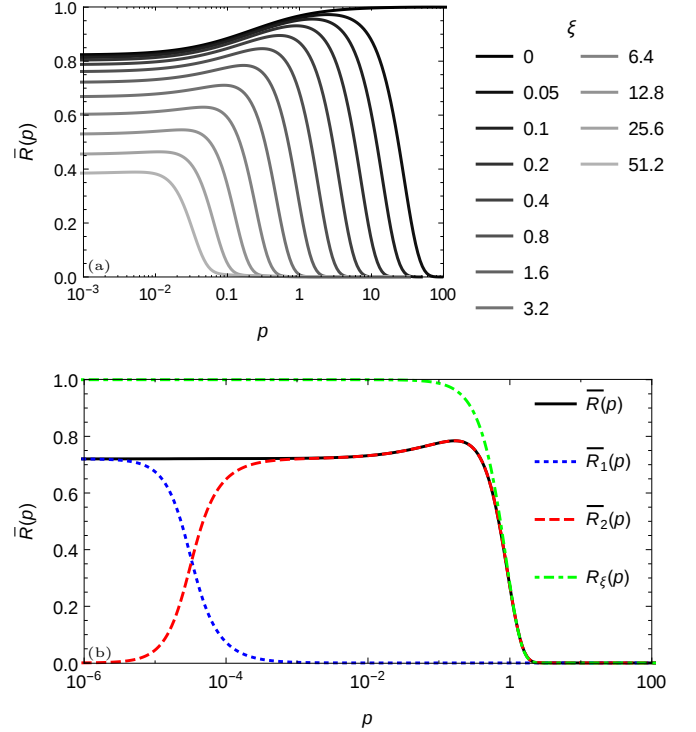 1.0
0.8
0.6
0.4
0.2
0.0
R̄(p)
(a)
10⁻³ 10⁻² 0.1 1 10 100
p
ξ
0 6.4
0.05 12.8
0.1 25.6
0.2 51.2
0.4
0.8
1.6
3.2
1.0
0.8
0.6
0.4
0.2
0.0
R̄(p)
(b)
10⁻⁶ 10⁻⁴ 10⁻² 1 100
p
R̄(p)
R̄₁(p)
R̄₂(p)
R_ξ(p)